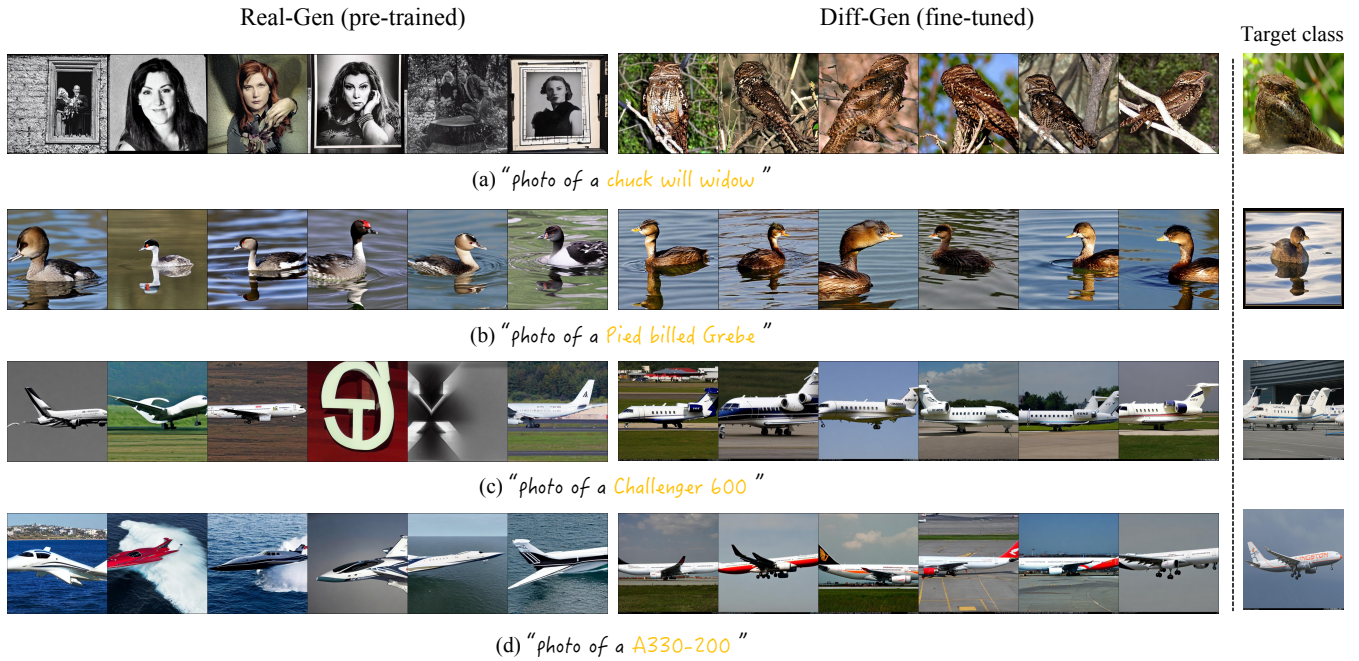 Real-Gen (pre-trained)
Diff-Gen (fine-tuned)
Target class
(a) “photo of a chuck will widow ”
(b) “photo of a Pied billed Grebe ”
(c) “photo of a Challenger 600 ”
(d) “photo of a A330-200 ”